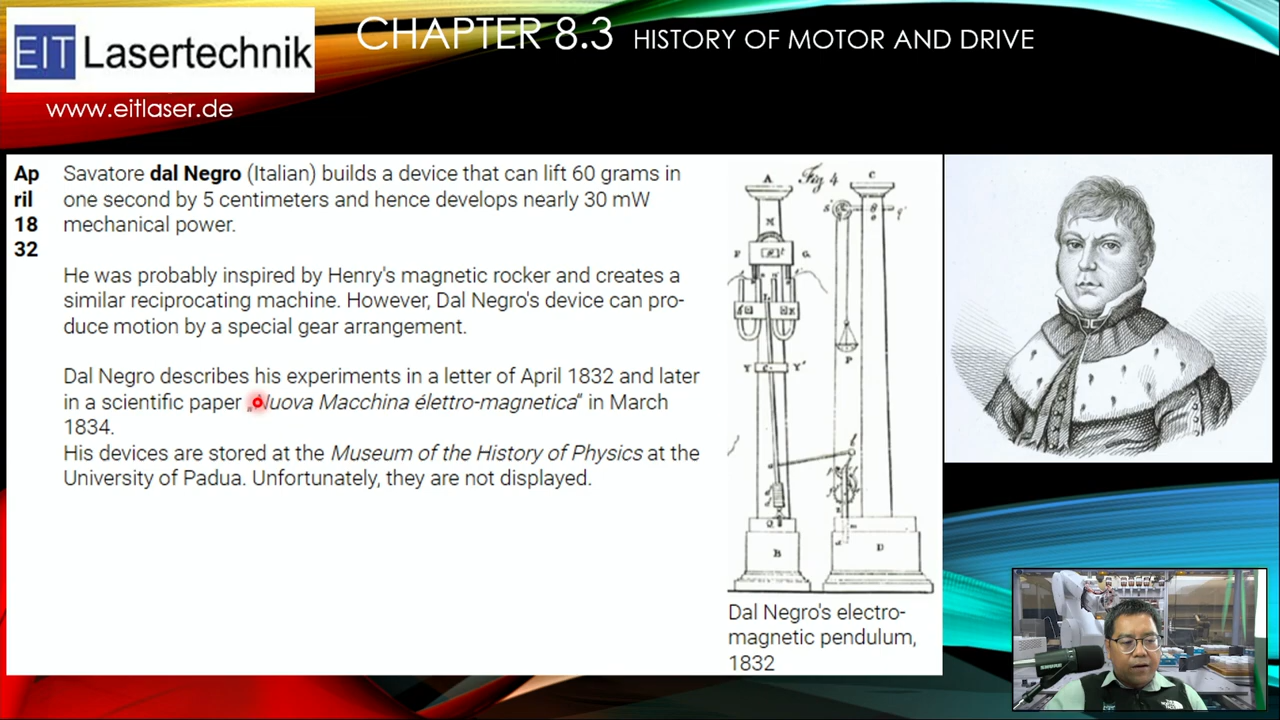 EIT Lasertechnik
CHAPTER 8.3 HISTORY OF MOTOR AND DRIVE
www.eitlaser.de
Ap
ril
18
32
Savatore dal Negro (Italian) builds a device that can lift 60 grams in
one second by 5 centimeters and hence develops nearly 30 mW
mechanical power.
He was probably inspired by Henry's magnetic rocker and creates a
similar reciprocating machine. However, Dal Negro's device can pro-
duce motion by a special gear arrangement.
Dal Negro describes his experiments in a letter of April 1832 and later
in a scientific paper „Nuova Macchina élettro-magnetica" in March
1834.
His devices are stored at the Museum of the History of Physics at the
University of Padua. Unfortunately, they are not displayed.
Fig 4
A
C
N
F
G
P
Y
Y'
B
D
Dal Negro's electro-
magnetic pendulum,
1832
SHURE